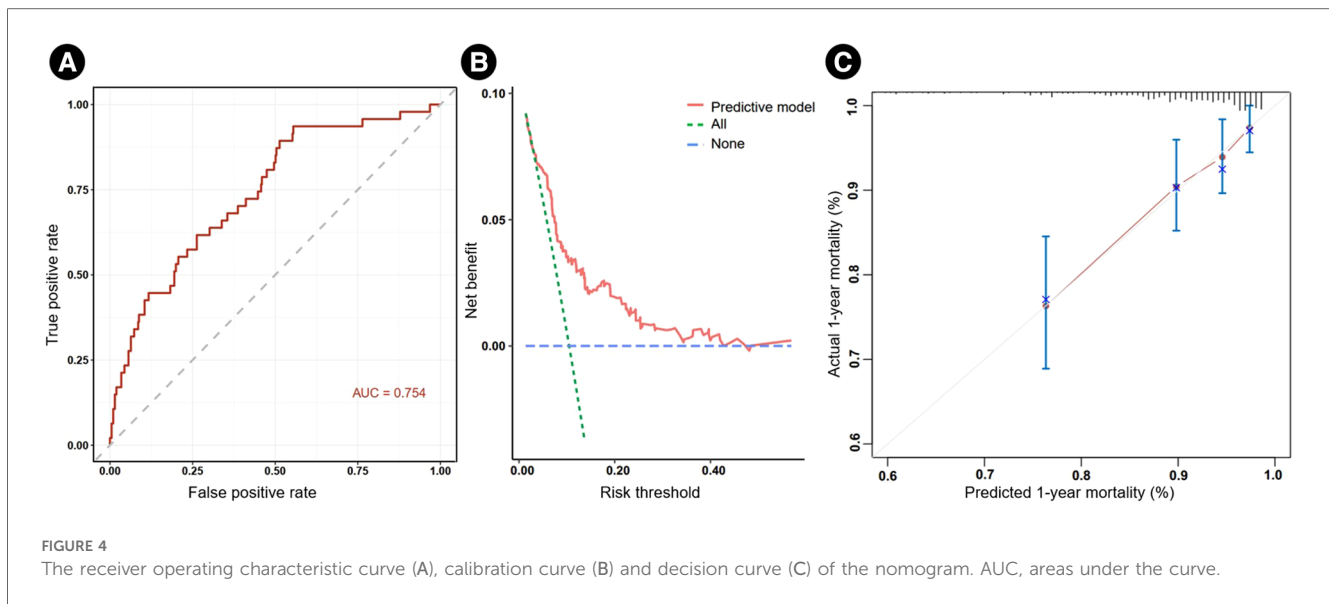 A
1.00
0.75
0.50
0.25
0.00
True positive rate
AUC = 0.754
0.00
0.25
0.50
0.75
1.00
False positive rate
B
0.10
0.05
0.00
Net benefit
Predictive model
All
None
0.00
0.20
0.40
Risk threshold
C
1.0
0.9
0.8
0.7
0.6
Actual 1-year mortality (%)
0.6
0.7
0.8
0.9
1.0
Predicted 1-year mortality (%)
FIGURE 4
The receiver operating characteristic curve (A), calibration curve (B) and decision curve (C) of the nomogram. AUC, areas under the curve.